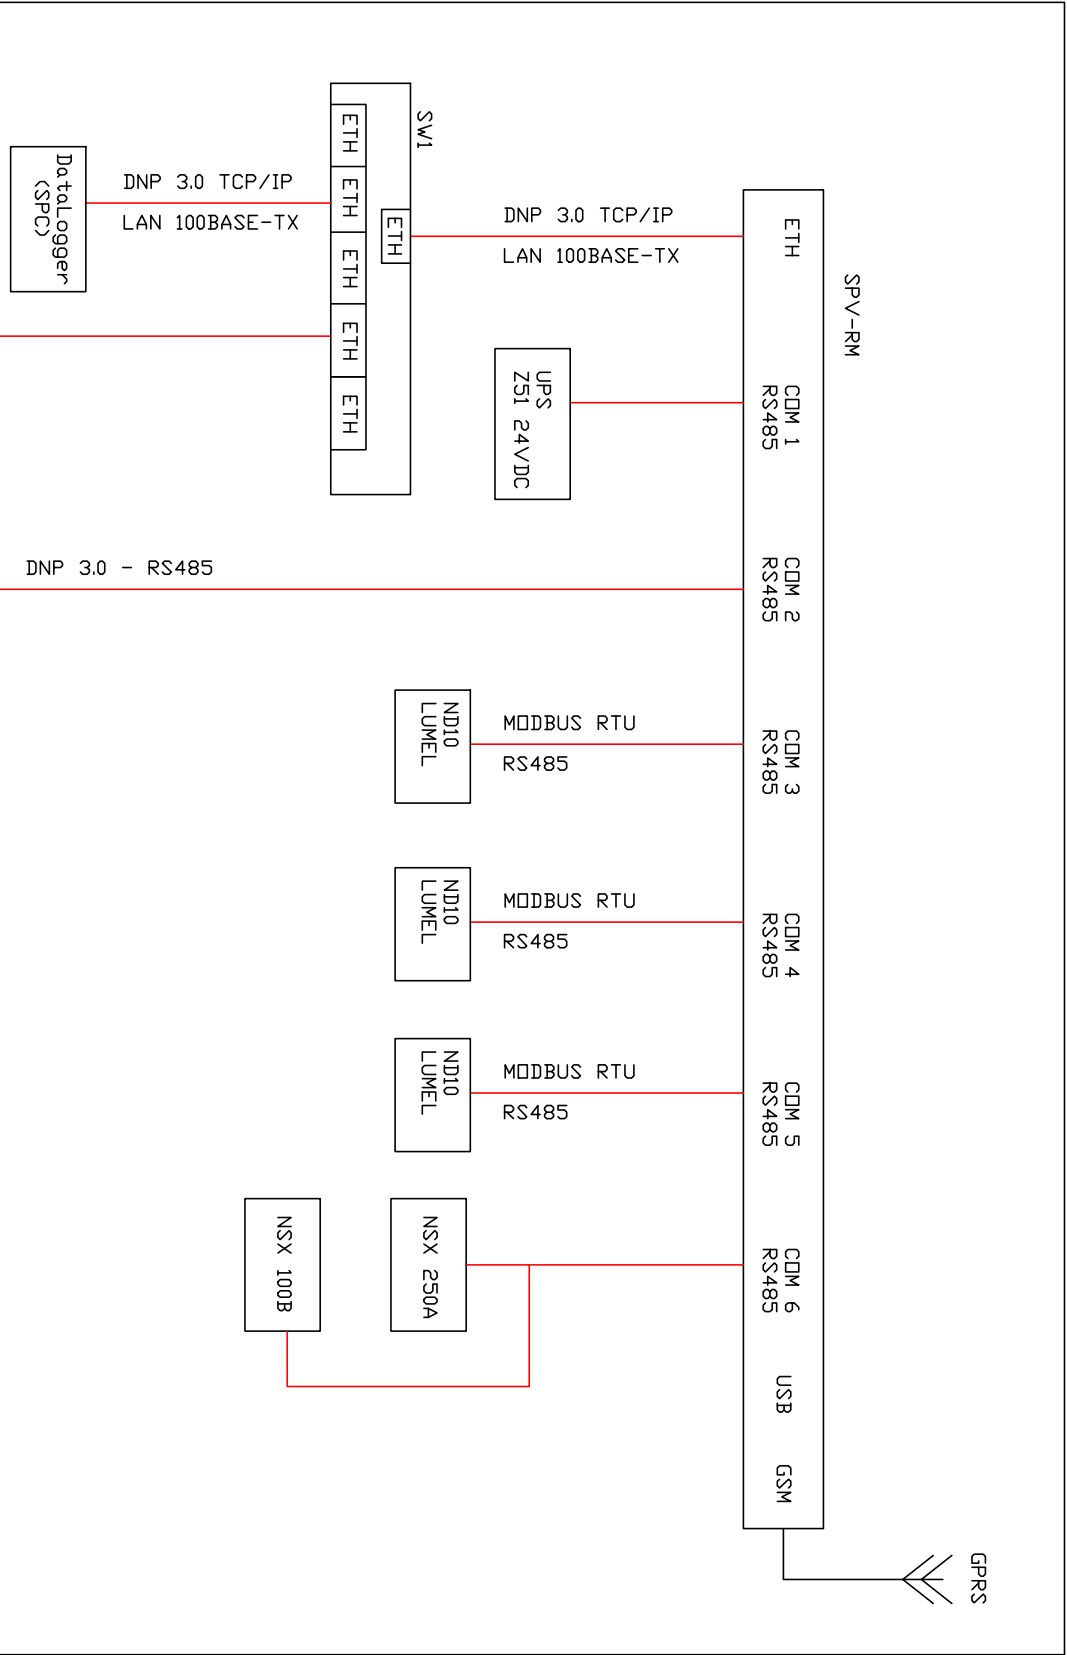 GPRS
SPV-RM
ETH
COM 1
RS485
COM 2
RS485
COM 3
RS485
COM 4
RS485
COM 5
RS485
COM 6
RS485
USB
GSM
DNP 3.0 TCP/IP
LAN 100BASE-TX
UPS
Z51 24VDC
MODBUS RTU
RS485
ND10
LUMEL
MODBUS RTU
RS485
ND10
LUMEL
MODBUS RTU
RS485
ND10
LUMEL
NSX 250A
NSX 100B
SW1
ETH
ETH
ETH
ETH
ETH
ETH
DNP 3.0 TCP/IP
LAN 100BASE-TX
DataLogger
(SPC)
DNP 3.0 - RS485